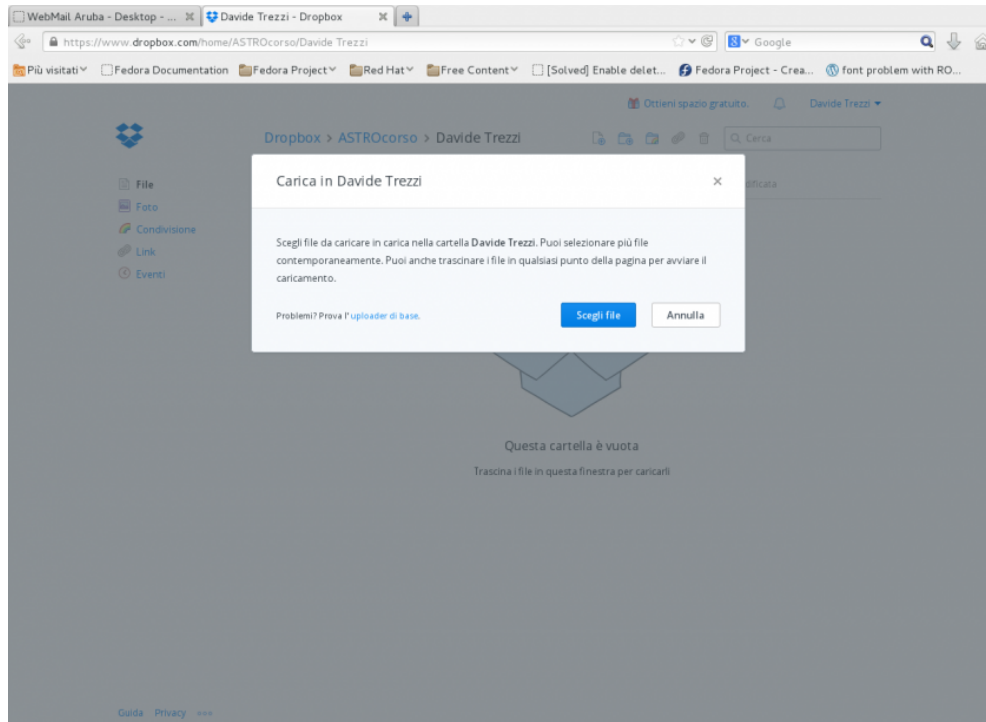 WebMail Aruba - Desktop - ...
Davide Trezzi - Dropbox
https://www.dropbox.com/home/ASTROcorso/Davide Trezzi
Google
Più visitati
Fedora Documentation
Fedora Project
Red Hat
Free Content
[Solved] Enable delet...
Fedora Project - Crea...
font problem with RO...
Ottieni spazio gratuito.
Davide Trezzi
Dropbox > ASTROcorso > Davide Trezzi
Cerca
File
Foto
Condivisione
Link
Eventi
Carica in Davide Trezzi
Scegli file da caricare in carica nella cartella Davide Trezzi. Puoi selezionare più file
contemporaneamente. Puoi anche trascinare i file in qualsiasi punto della pagina per avviare il
caricamento.
Problemi? Prova l' uploader di base.
Scegli file
Annulla
Questa cartella è vuota
Trascina i file in questa finestra per caricarli
Guida
Privacy